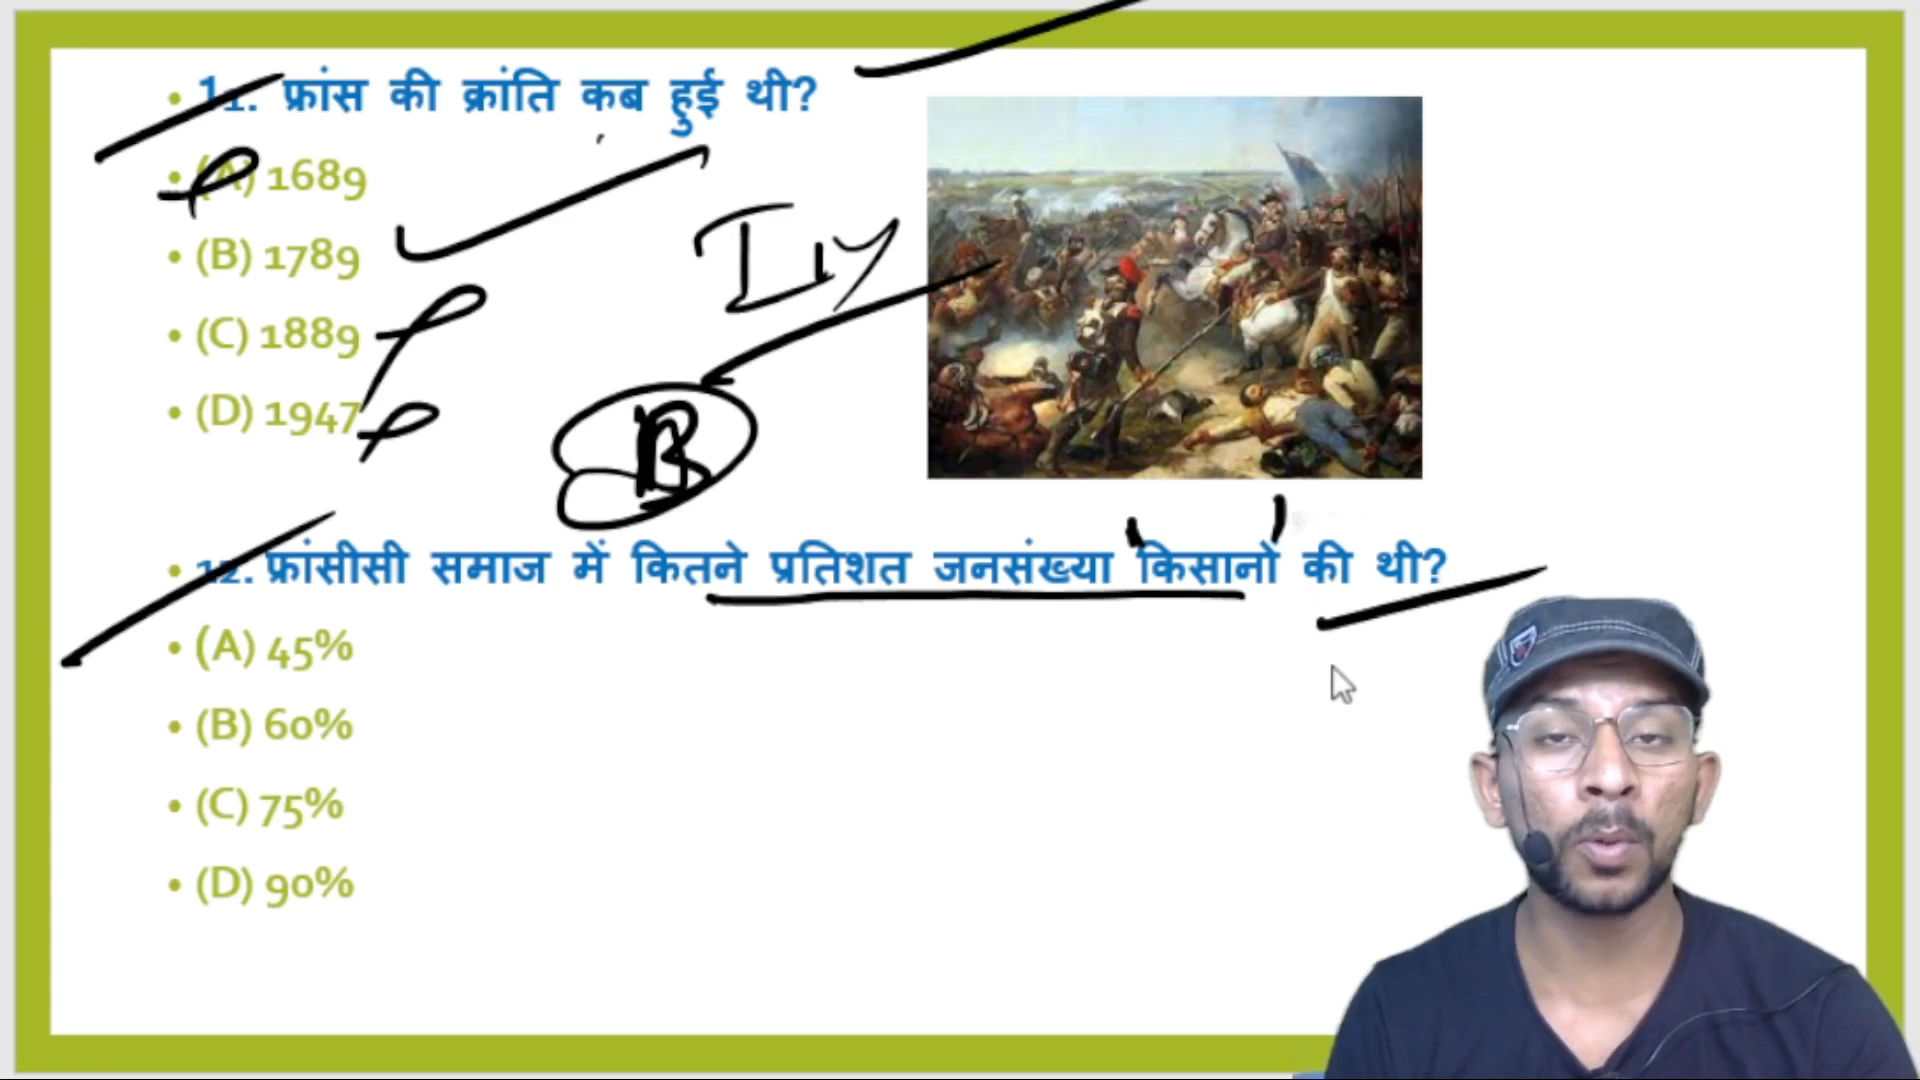 11. फ्रांस की क्रांति कब हुई थी?
(A) 1689
(B) 1789
(C) 1889
(D) 1947
B
12. फ्रांसीसी समाज में कितने प्रतिशत जनसंख्या किसानों की थी?
(A) 45%
(B) 60%
(C) 75%
(D) 90%